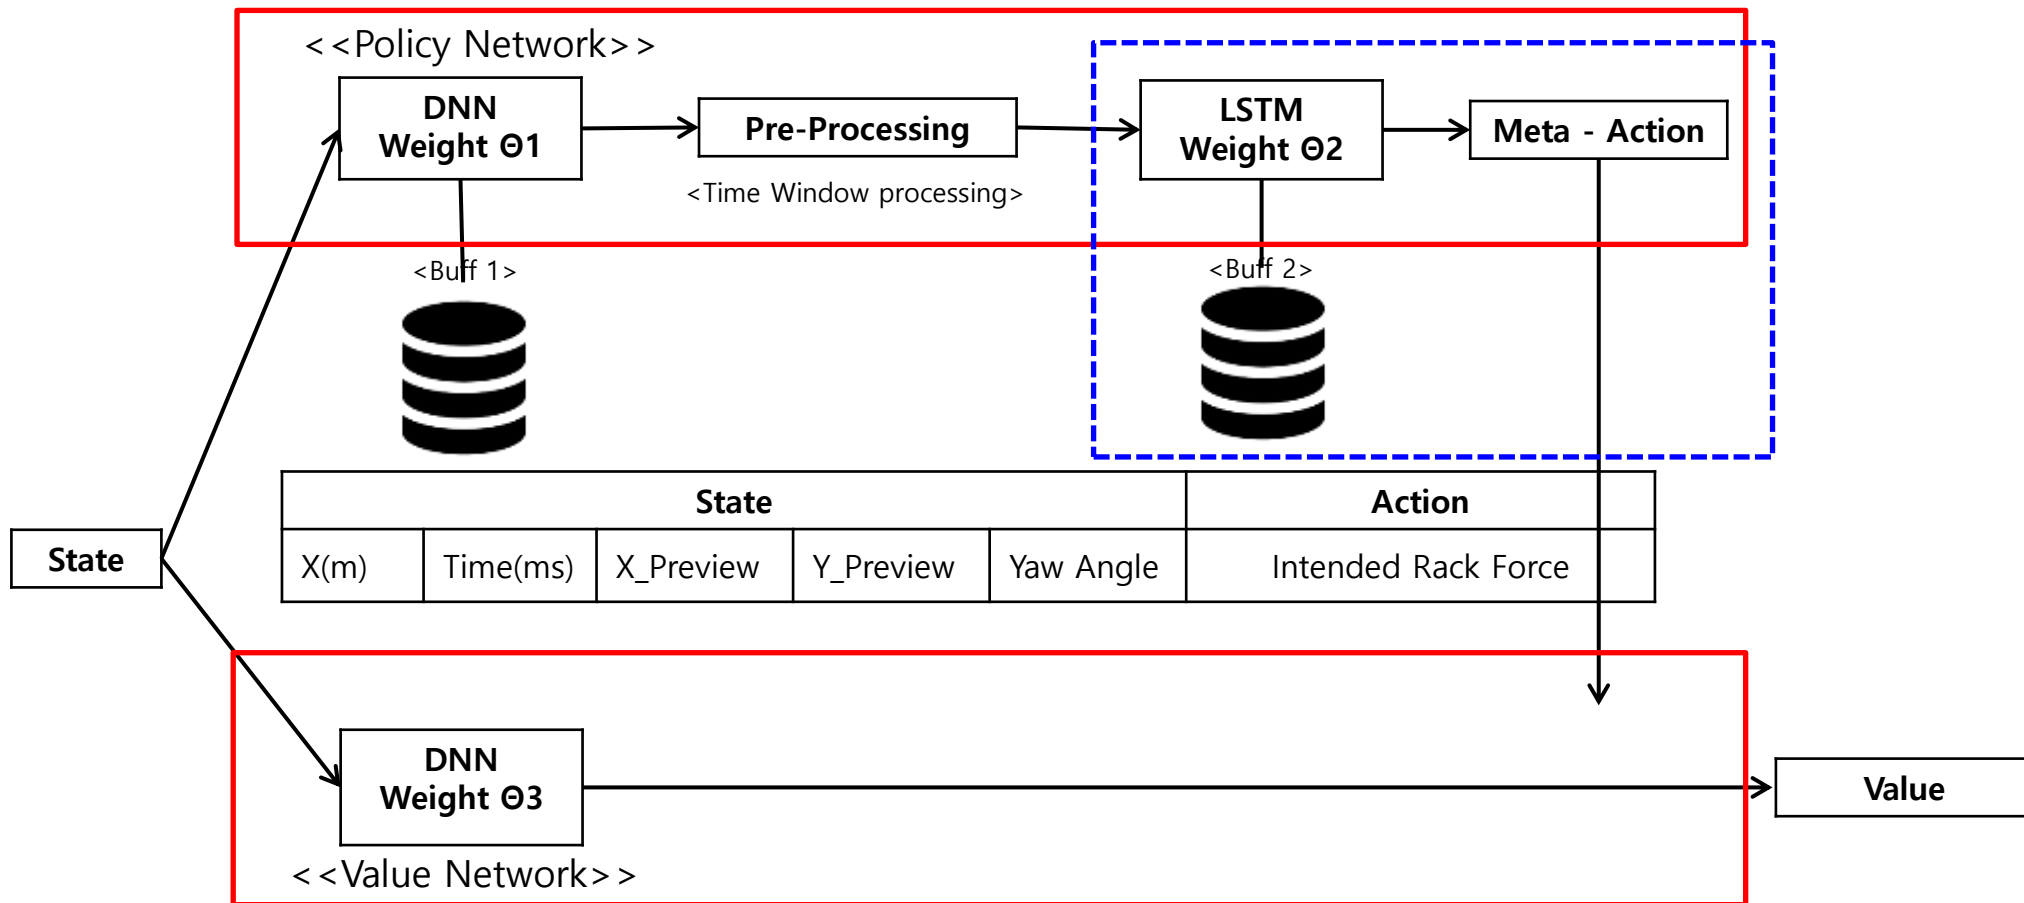 <<Policy Network>>
DNN
Weight Θ1
Pre-Processing
<Time Window processing>
LSTM
Weight Θ2
Meta - Action
<Buff 1>
<Buff 2>
State
State Action
X(m) Time(ms) X_Preview Y_Preview Yaw Angle Intended Rack Force
DNN
Weight Θ3
Value
<<Value Network>>